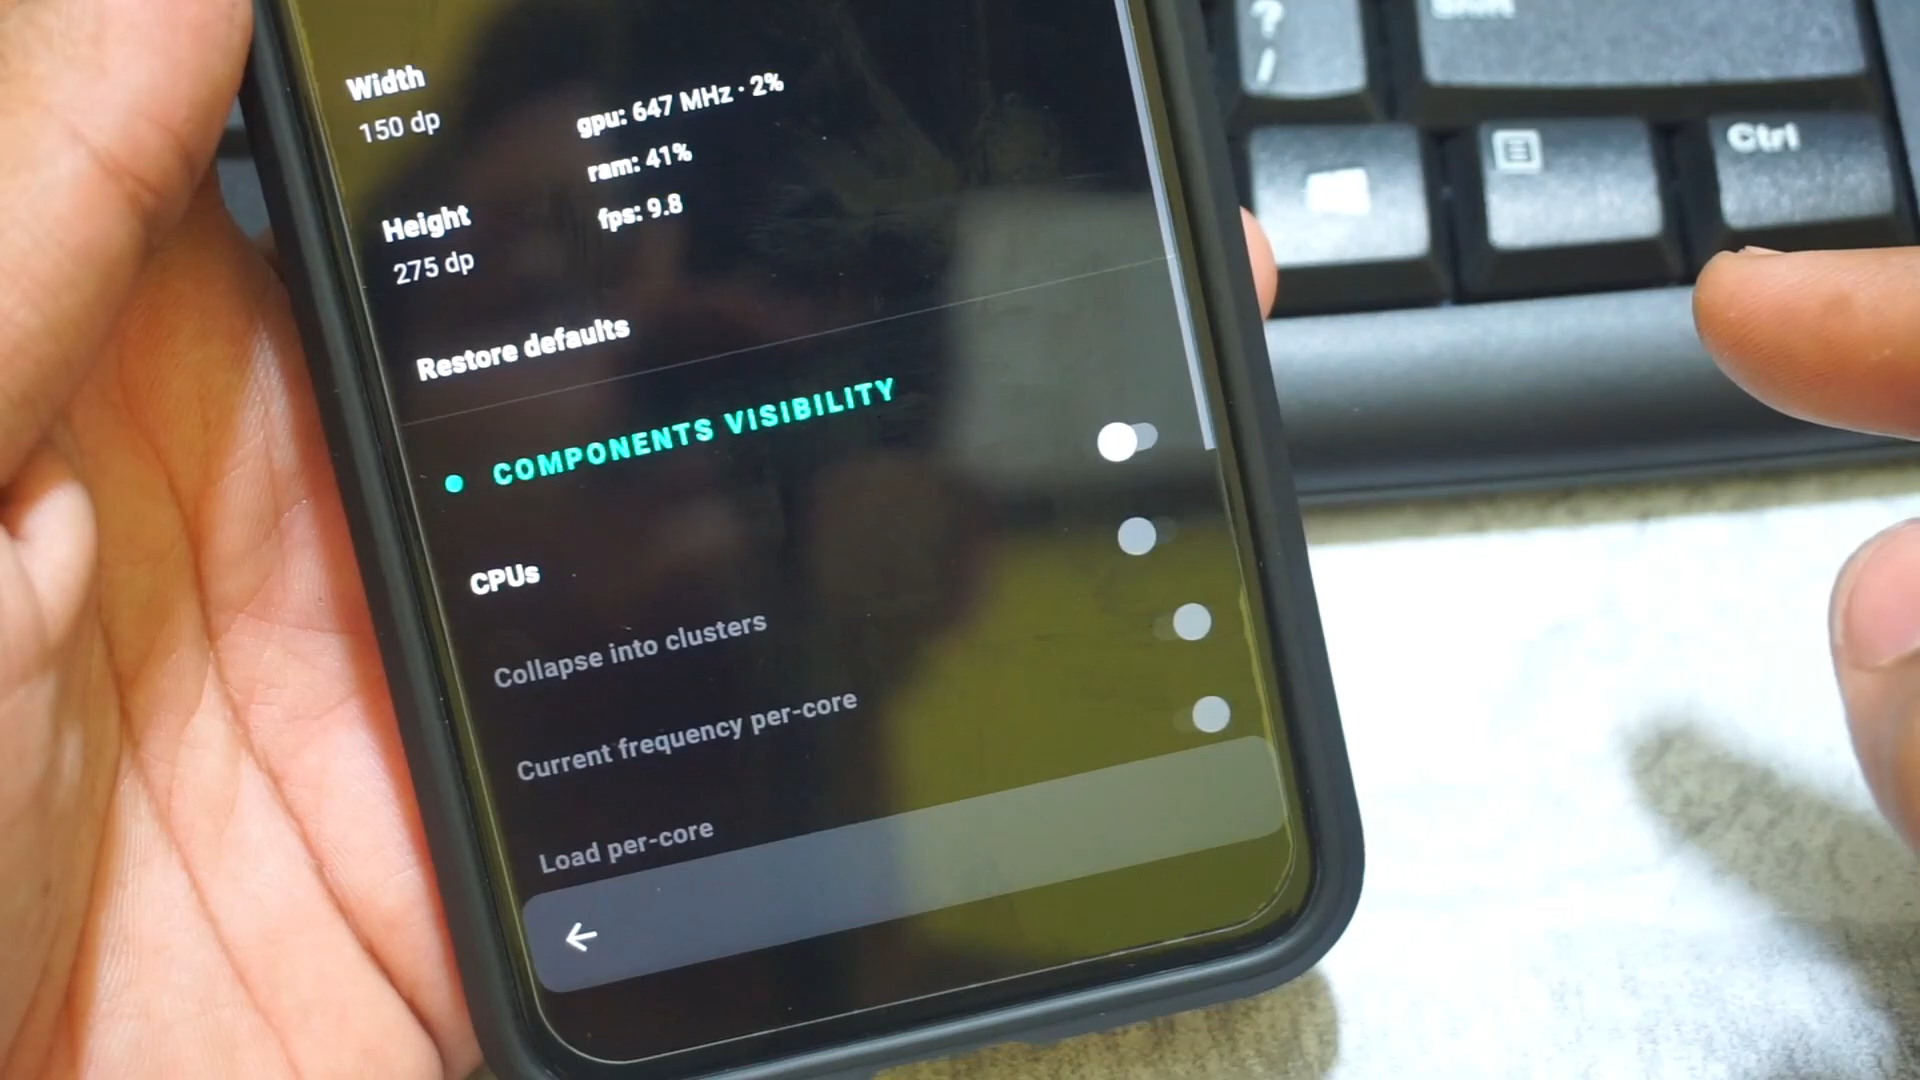 Width
150 dp
gpu: 647 MHz · 2%
ram: 41%
fps: 9.8
Height
275 dp
Restore defaults
COMPONENTS VISIBILITY
CPUs
Collapse into clusters
Current frequency per-core
Load per-core
?
/
Shift
Ctrl